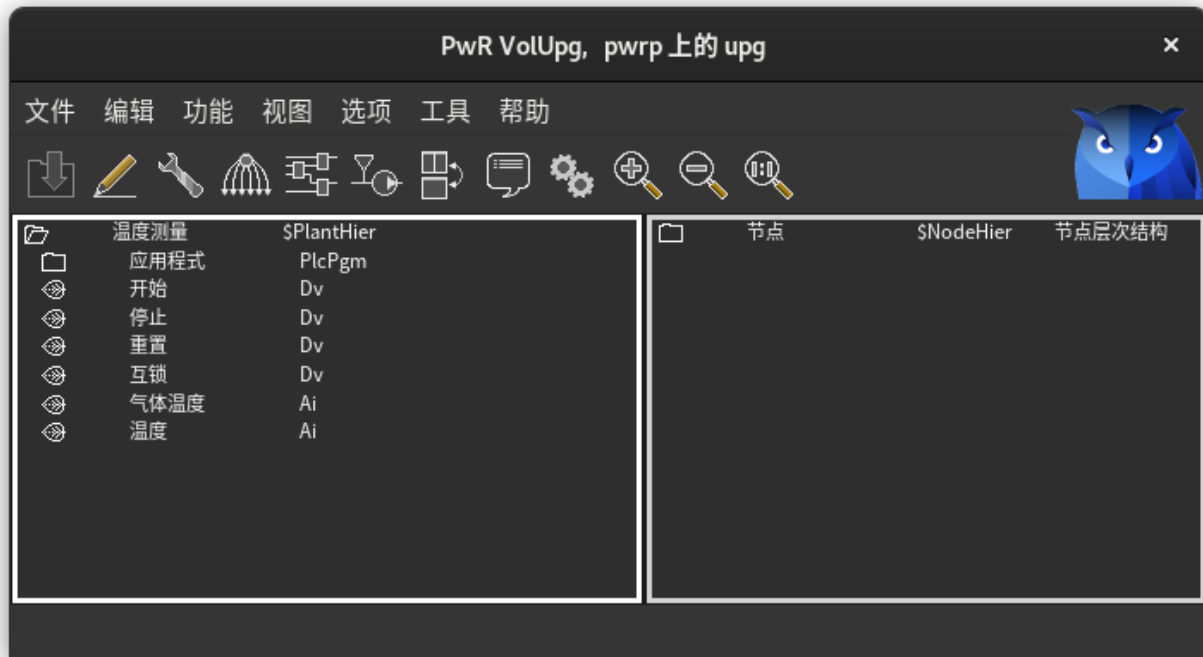 PwR VolUpg, pwrp 上的 upg
文件 编辑 功能 视图 选项 工具 帮助
温度测量 $PlantHier
应用程式 PlcPgm
开始 Dv
停止 Dv
重置 Dv
互锁 Dv
气体温度 Ai
温度 Ai
节点 $NodeHier 节点层次结构